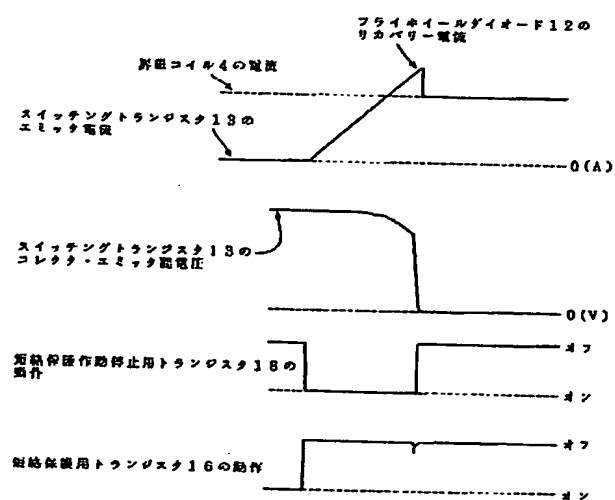 フライホイールダイオード12の
リカバリー電流
界磁コイル4の電流
スイッチングトランジスタ13の
エミッタ電流
0(A)
スイッチングトランジスタ13の
コレクタ・エミッタ間電圧
0(V)
オフ
短絡保護作動停止用トランジスタ18の
動作
オン
オフ
短絡保護用トランジスタ16の動作
オン